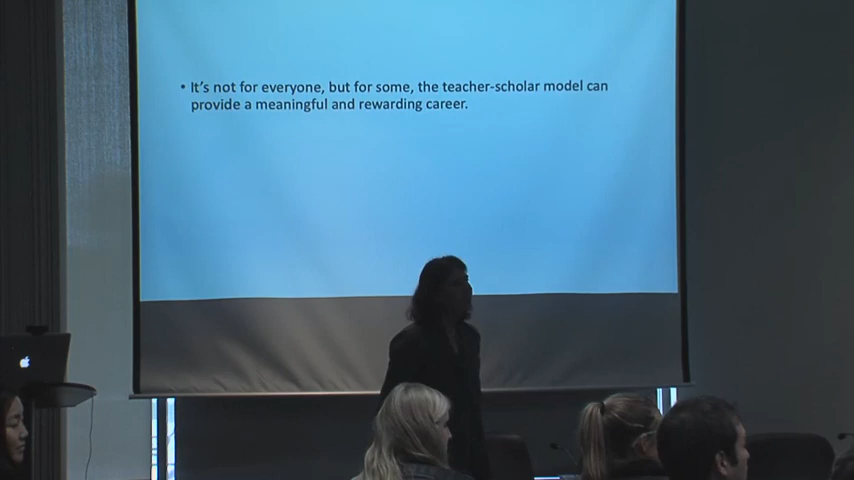 • It's not for everyone, but for some, the teacher-scholar model can
provide a meaningful and rewarding career.